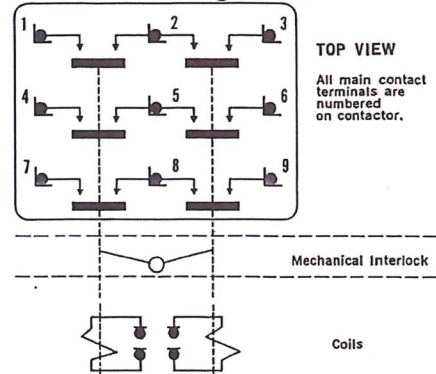 1 2 3
TOP VIEW
All main contact
terminals are
numbered
on contactor.
4 5 6
7 8 9
Mechanical Interlock
Coils